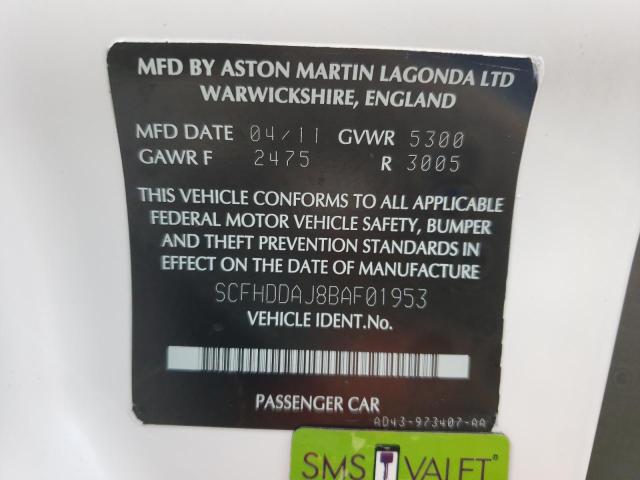 MFD BY ASTON MARTIN LAGONDA LTD
WARWICKSHIRE, ENGLAND
MFD DATE 04/11 GVWR 5300
GAWR F 2475 R 3005
THIS VEHICLE CONFORMS TO ALL APPLICABLE
FEDERAL MOTOR VEHICLE SAFETY, BUMPER
AND THEFT PREVENTION STANDARDS IN
EFFECT ON THE DATE OF MANUFACTURE
SCFHDDAJ8BAF01953
VEHICLE IDENT.No.
PASSENGER CAR
AD43-973407-AA
SMS VALET®